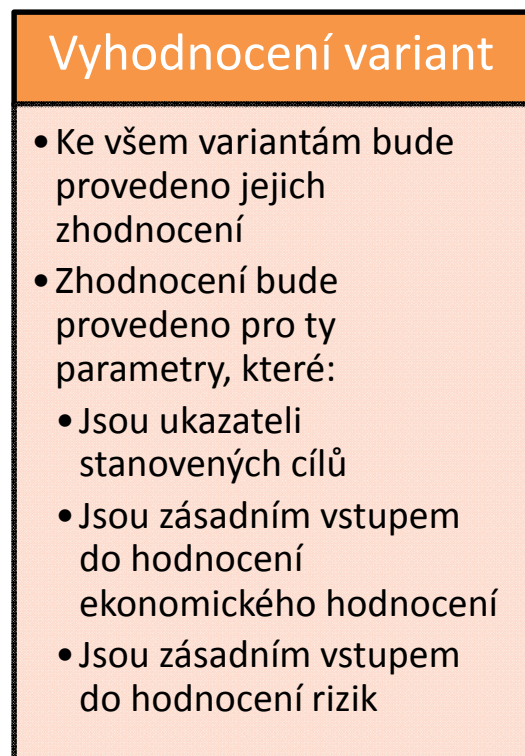 Vyhodnocení variant
• Ke všem variantám bude
provedeno jejich
zhodnocení
• Zhodnocení bude
provedeno pro ty
parametry, které:
• Jsou ukazateli
stanovených cílů
• Jsou zásadním vstupem
do hodnocení
ekonomického hodnocení
• Jsou zásadním vstupem
do hodnocení rizik